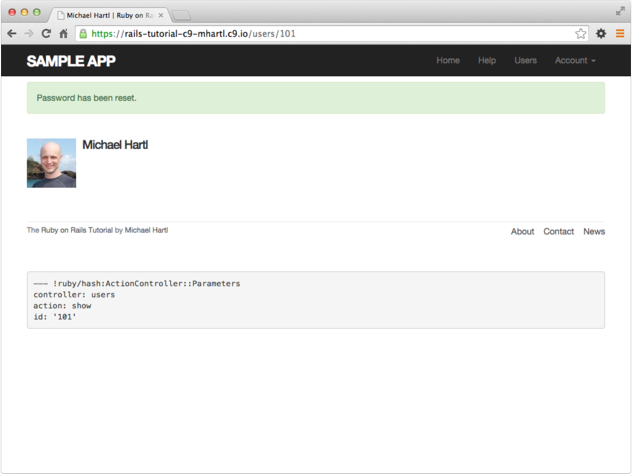 Michael Hartl | Ruby on Ra
https://rails-tutorial-c9-mhartl.c9.io/users/101
SAMPLE APP
Home Help Users Account
Password has been reset.
Michael Hartl
The Ruby on Rails Tutorial by Michael Hartl
About Contact News
--- !ruby/hash:ActionController::Parameters
controller: users
action: show
id: '101'